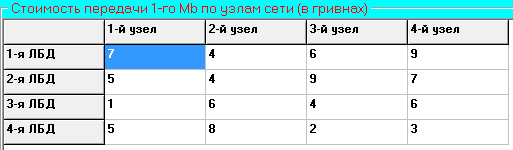 Стоимость передачи 1-го Mb по узлам сети (в гривнах)
1-й узел 2-й узел 3-й узел 4-й узел
1-я ЛБД 7 4 6 9
2-я ЛБД 5 4 9 7
3-я ЛБД 1 6 4 6
4-я ЛБД 5 8 2 3